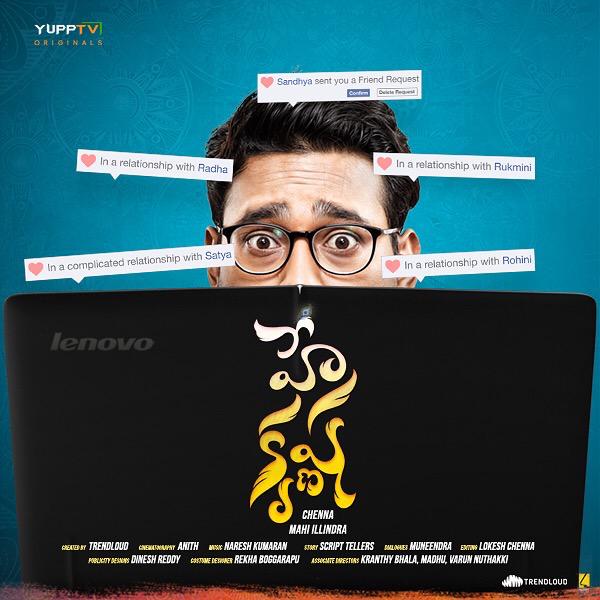 YUPPTV
ORIGINALS
Sandhya sent you a Friend Request
Confirm Delete Request
In a relationship with Radha
In a relationship with Rukmini
In a complicated relationship with Satya
In a relationship with Rohini
lenovo
హే
కృష్ణ
CHENNA
MAHI ILLINDRA
CREATED BY TRENDLOUD CINEMATOGRAPHY ANITH MUSIC NARESH KUMARAN STORY SCRIPT TELLERS DIALOGUES MUNEENDRA EDITING LOKESH CHENNA
PUBLICITY DESIGNS DINESH REDDY COSTUME DESIGNER REKHA BOGGARAPU ASSOCIATE DIRECTORS KRANTHY BHALA, MADHU, VARUN NUTHAKKI
TRENDLOUD